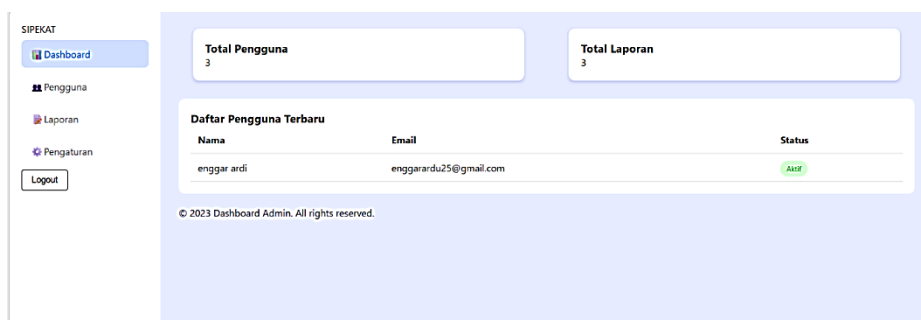 SIPEKAT
Dashboard
Pengguna
Laporan
Pengaturan
Logout
Total Pengguna
3
Total Laporan
3
Daftar Pengguna Terbaru
Nama Email Status
enggar ardi enggarardu25@gmail.com Aktif
© 2023 Dashboard Admin. All rights reserved.